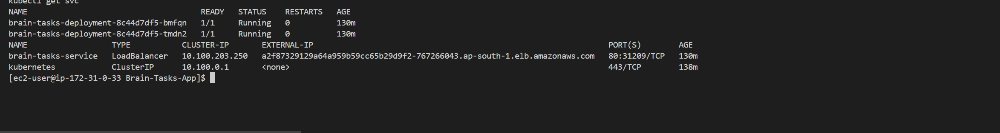 kubectl get svc
NAME READY STATUS RESTARTS AGE
brain-tasks-deployment-8c44d7df5-bmfqn 1/1 Running 0 130m
brain-tasks-deployment-8c44d7df5-tmdn2 1/1 Running 0 130m
NAME TYPE CLUSTER-IP EXTERNAL-IP PORT(S) AGE
brain-tasks-service LoadBalancer 10.100.203.250 a2f87329129a64a959b59cc65b29d9f2-767266043.ap-south-1.elb.amazonaws.com 80:31209/TCP 130m
kubernetes ClusterIP 10.100.0.1 <none> 443/TCP 138m
[ec2-user@ip-172-31-0-33 Brain-Tasks-App]$